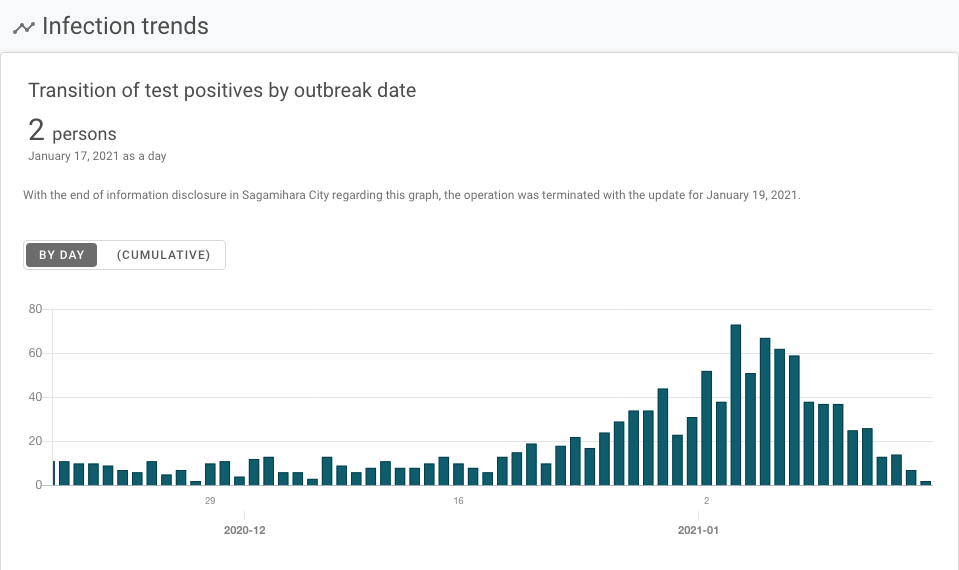 Infection trends
Transition of test positives by outbreak date
2 persons
January 17, 2021 as a day
With the end of information disclosure in Sagamihara City regarding this graph, the operation was terminated with the update for January 19, 2021.
BY DAY (CUMULATIVE)
80
60
40
20
0
29 16 2
2020-12 2021-01